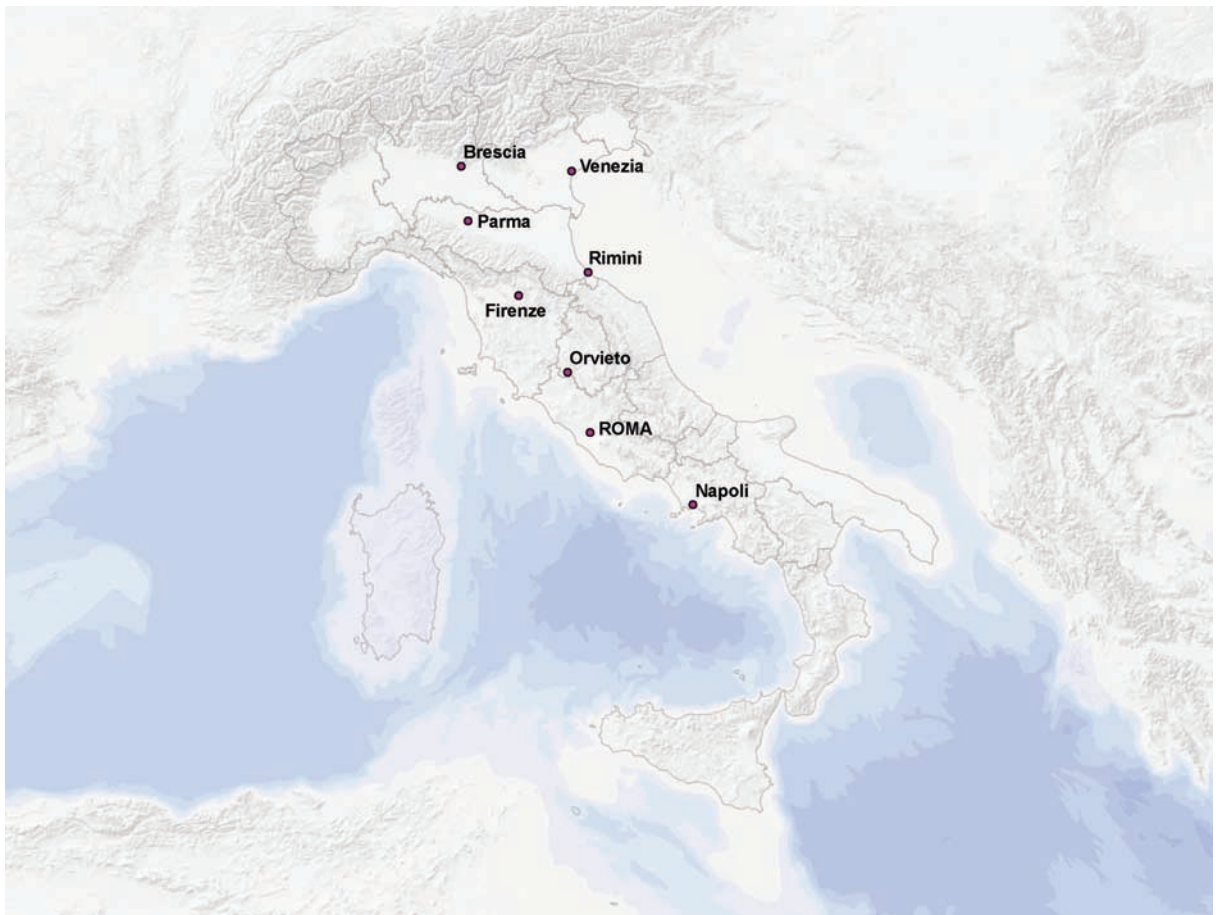 Brescia
Venezia
Parma
Rimini
Firenze
Orvieto
ROMA
Napoli